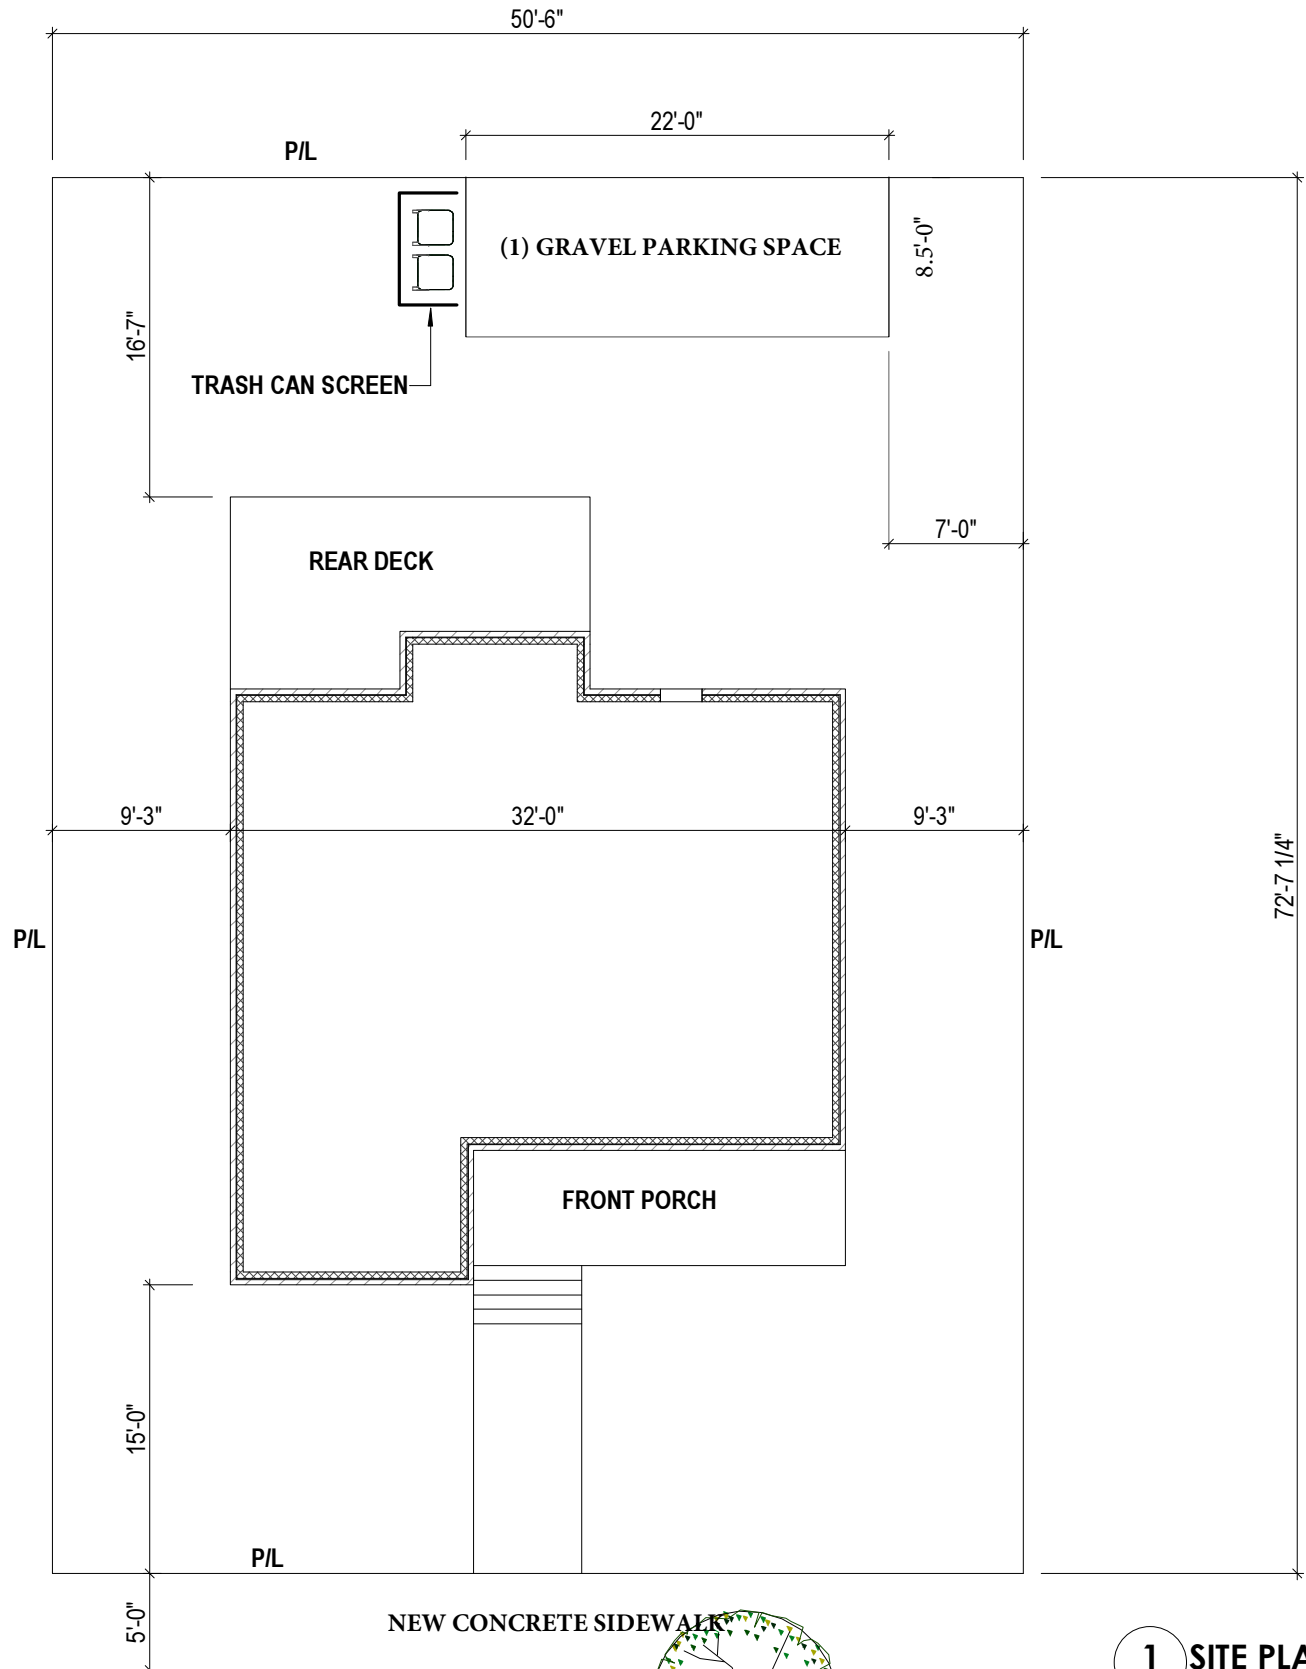 50'-6"
22'-0"
P/L
(1) GRAVEL PARKING SPACE
8.5'-0"
16'-7"
TRASH CAN SCREEN
7'-0"
REAR DECK
9'-3"
32'-0"
9'-3"
72'-7 1/4"
P/L
P/L
FRONT PORCH
15'-0"
P/L
5'-0"
NEW CONCRETE SIDEWALK
1 SITE PLA